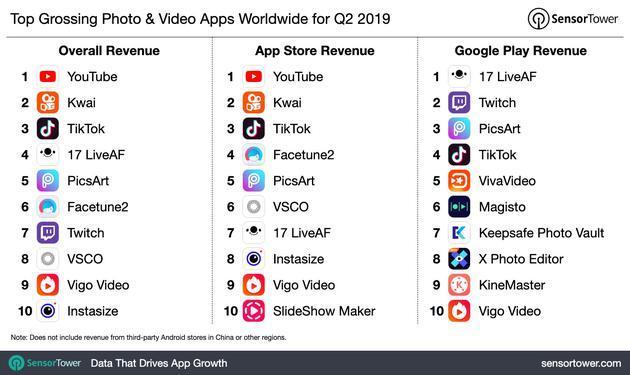 Top Grossing Photo & Video Apps Worldwide for Q2 2019
SensorTower
Overall Revenue
1 YouTube
2 Kwai
3 TikTok
4 17 LiveAF
5 PicsArt
6 Facetune2
7 Twitch
8 VSCO
9 Vigo Video
10 Instasize
App Store Revenue
1 YouTube
2 Kwai
3 TikTok
4 Facetune2
5 PicsArt
6 VSCO
7 17 LiveAF
8 Instasize
9 Vigo Video
10 SlideShow Maker
Google Play Revenue
1 17 LiveAF
2 Twitch
3 PicsArt
4 TikTok
5 VivaVideo
6 Magisto
7 Keepsafe Photo Vault
8 X Photo Editor
9 KineMaster
10 Vigo Video
Note: Does not include revenue from third-party Android stores in China or other regions.
SensorTower Data That Drives App Growth
sensortower.com